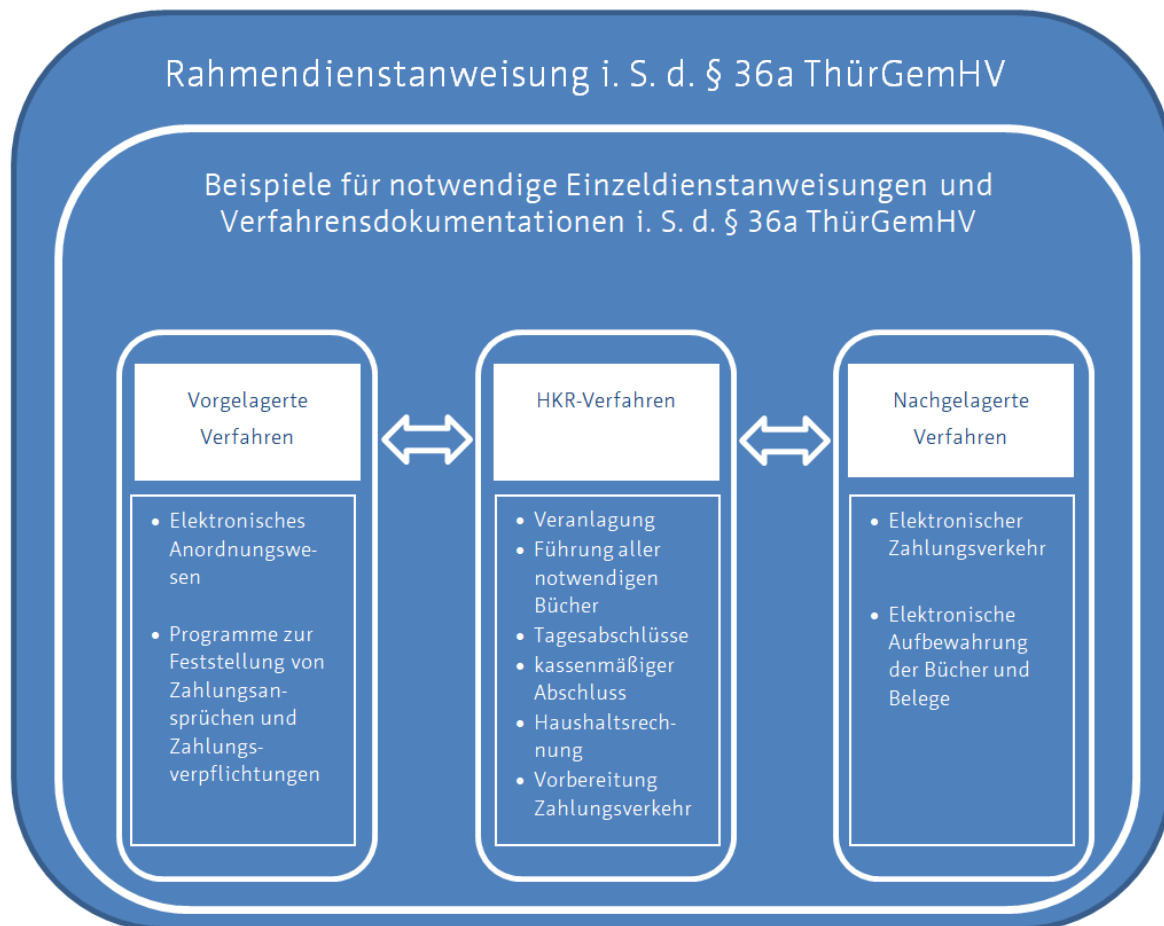 Rahmendienstanweisung i. S. d. § 36a ThürGemHV
Beispiele für notwendige Einzeldienstanweisungen und
Verfahrensdokumentationen i. S. d. § 36a ThürGemHV
Vorgelagerte
Verfahren
• Elektronisches
Anordnungswe-
sen
• Programme zur
Feststellung von
Zahlungsan-
sprüchen und
Zahlungs-
verpflichtungen
HKR-Verfahren
• Veranlagung
• Führung aller
notwendigen
Bücher
• Tagesabschlüsse
• kassenmäßiger
Abschluss
• Haushaltsrech-
nung
• Vorbereitung
Zahlungsverkehr
Nachgelagerte
Verfahren
• Elektronischer
Zahlungsverkehr
• Elektronische
Aufbewahrung
der Bücher und
Belege